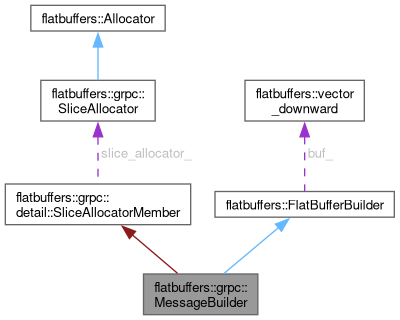 flatbuffers::Allocator
flatbuffers::grpc::
SliceAllocator
flatbuffers::vector
_downward
slice_allocator_
buf_
flatbuffers::grpc::
detail::SliceAllocatorMember
flatbuffers::FlatBufferBuilder
flatbuffers::grpc::
MessageBuilder